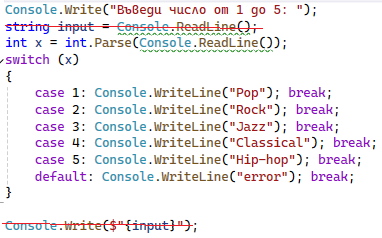 Console.Write("Въведи число от 1 до 5: ");
string input = Console.ReadLine();
int x = int.Parse(Console.ReadLine());
switch (x)
{
case 1: Console.WriteLine("Pop"); break;
case 2: Console.WriteLine("Rock"); break;
case 3: Console.WriteLine("Jazz"); break;
case 4: Console.WriteLine("Classical"); break;
case 5: Console.WriteLine("Hip-hop"); break;
default: Console.WriteLine("error"); break;
}
Console.Write($"{input}");